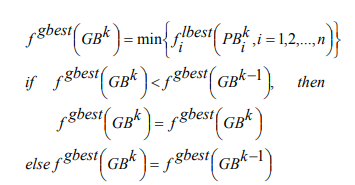 f^{gbest}(GB^k) = min{f_i^{lbest}(PB_i^k, i = 1,2,...,n)}
if f^{gbest}(GB^k) < f^{gbest}(GB^{k-1}), then
f^{gbest}(GB^k) = f^{gbest}(GB^k)
else f^{gbest}(GB^k) = f^{gbest}(GB^{k-1})